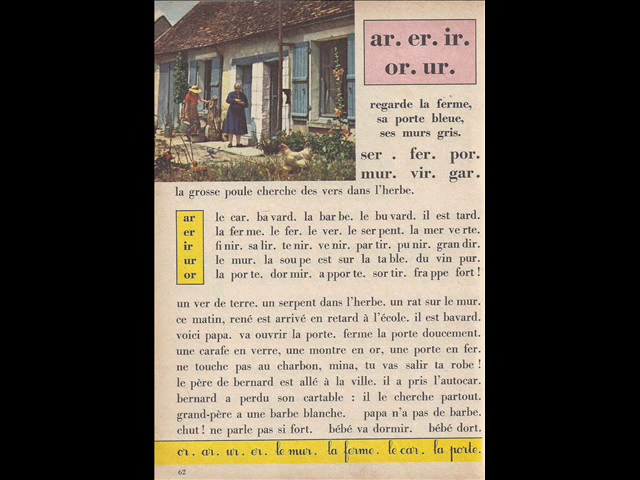 ar. er. ir.
or. ur.
regarde la ferme,
sa porte bleue,
ses murs gris.
ser . fer. por.
mur. vir. gar.
la grosse poule cherche des vers dans l'herbe.
ar le car. ba vard. la bar be. le bu vard. il est tard.
er la fer me. le fer. le ver. le ser pent. la mer ve rte.
ir fi nir. sa lir. te nir. ve nir. par tir. pu nir. gran dir.
ur le mur. la sou pe est sur la ta ble. du vin pur.
or la por te. dor mir. a ppor te. sor tir. fra ppe fort !
un ver de terre. un serpent dans l'herbe. un rat sur le mur.
ce matin, rené est arrivé en retard à l'école. il est bavard.
voici papa. va ouvrir la porte. ferme la porte doucement.
une carafe en verre, une montre en or, une porte en fer.
ne touche pas au charbon, mina, tu vas salir ta robe !
le père de bernard est allé à la ville. il a pris l'autocar.
bernard a perdu son cartable : il le cherche partout.
grand-père a une barbe blanche. papa n'a pas de barbe.
chut ! ne parle pas si fort. bébé va dormir. bébé dort.
or. ar. ur. er. le mur. la ferme. le car. la porte.
62